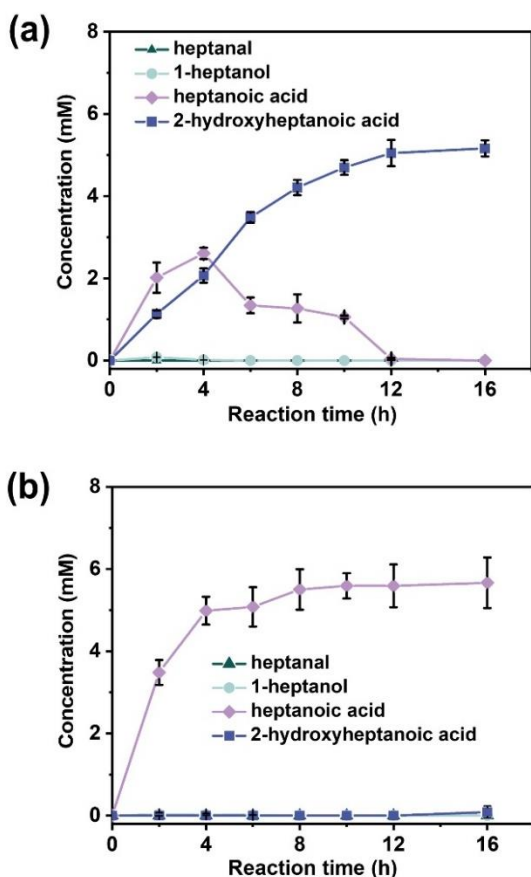 (a)
heptanal
1-heptanol
heptanoic acid
2-hydroxyheptanoic acid
Concentration (mM)
8
6
4
2
0
0 4 8 12 16
Reaction time (h)
(b)
Concentration (mM)
8
6
4
2
0
heptanal
1-heptanol
heptanoic acid
2-hydroxyheptanoic acid
0 4 8 12 16
Reaction time (h)